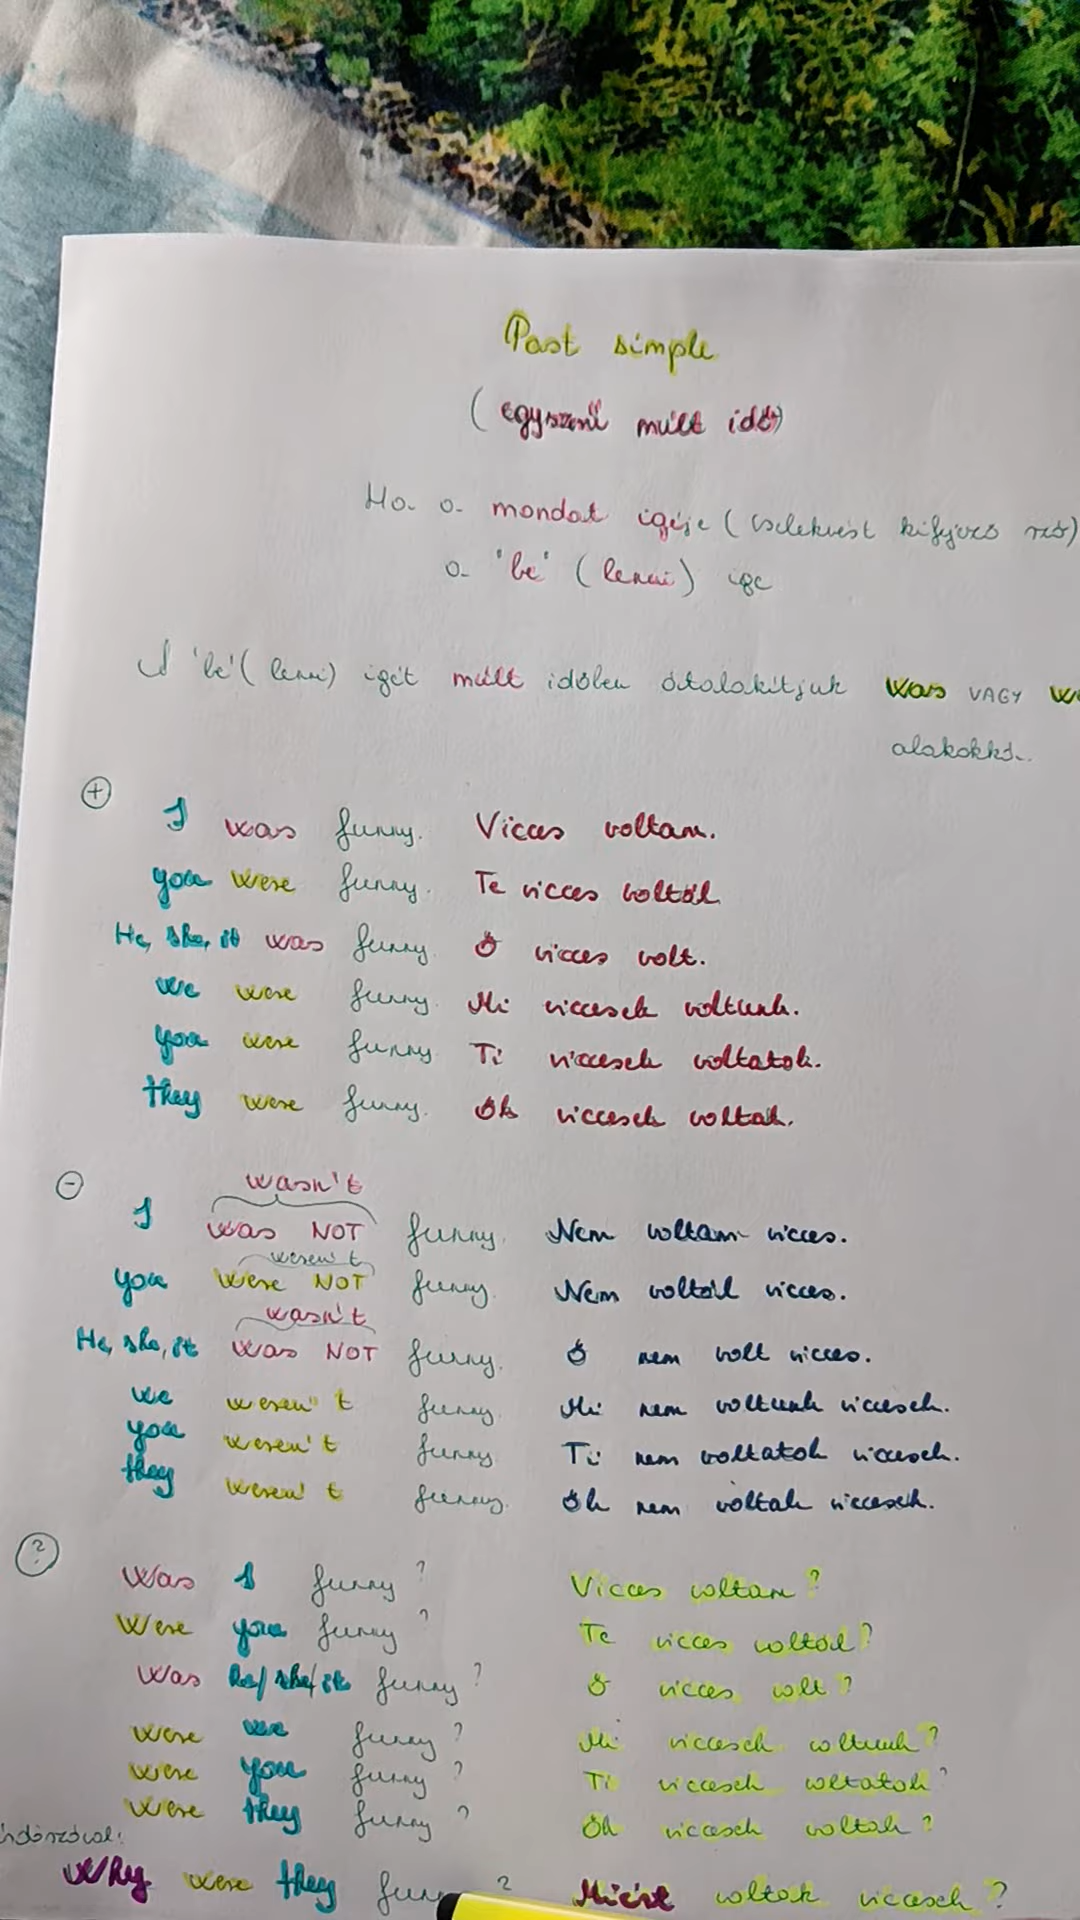 Past simple
(egyszerű múlt idő)
Ha a mondat igéje (cselekvést kifejező szó)
a 'be' (lenni) ige
A 'be' (lenni) igét múlt időben átalakítjuk was VAGY
alakokká.
+
I was funny. Vicces voltam.
you were funny. Te vicces voltál
He, she, it was funny. Ő vicces volt.
we were funny. Mi viccesek voltunk.
you were funny Ti viccesek voltatok.
they were funny. Ők viccesek voltak.
-
wasn't
I was NOT funny. Nem voltam vicces.
weren't
you were NOT funny. Nem voltál vicces.
wasn't
He, she, it was NOT funny. Ő nem volt vicces.
we weren't funny. Mi nem voltunk viccesek.
you weren't funny. Ti nem voltatok viccesek.
they weren't funny. Ők nem voltak viccesek.
?
Was I funny? Vicces voltam?
Were you funny? Te vicces voltál?
Was he/she/it funny? Ő vicces volt?
were we funny? Mi viccesek voltunk?
were you funny? Ti viccesek voltatok?
were they funny? Ők viccesek voltak?
Why were they ? Miért voltak viccesek?